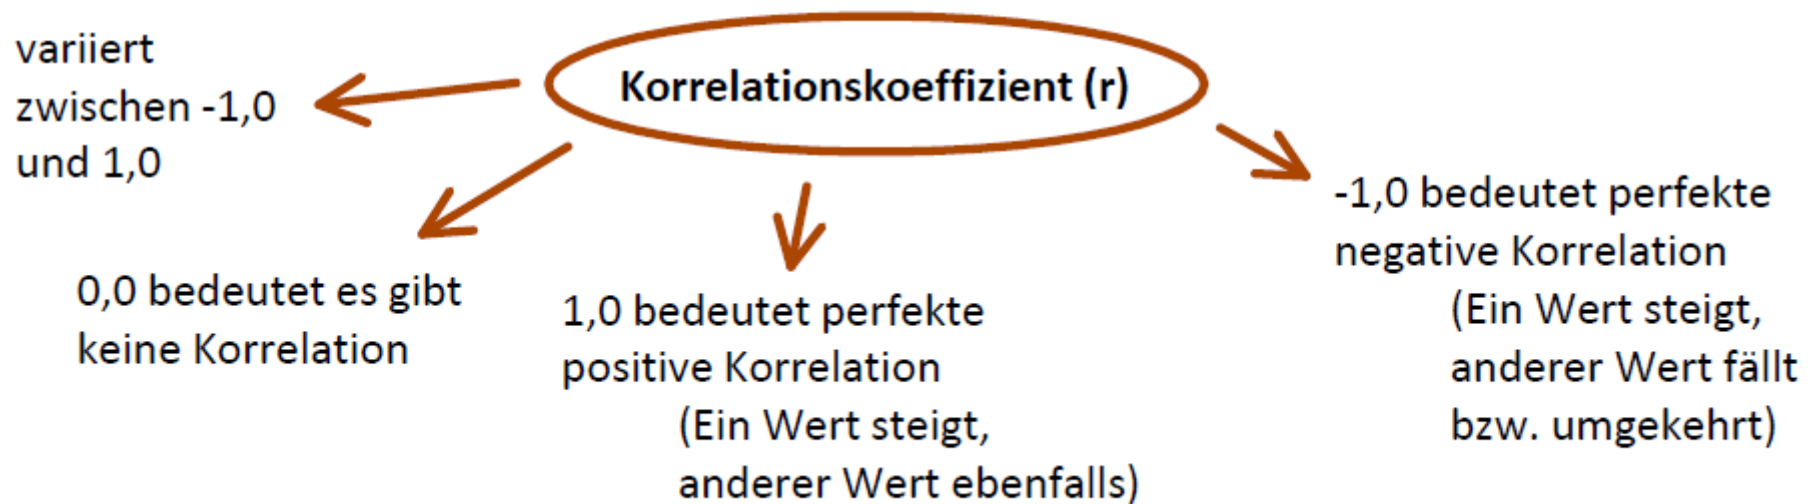 Korrelationskoeffizient (r)
variiert
zwischen -1,0
und 1,0
0,0 bedeutet es gibt
keine Korrelation
1,0 bedeutet perfekte
positive Korrelation
(Ein Wert steigt,
anderer Wert ebenfalls)
-1,0 bedeutet perfekte
negative Korrelation
(Ein Wert steigt,
anderer Wert fällt
bzw. umgekehrt)